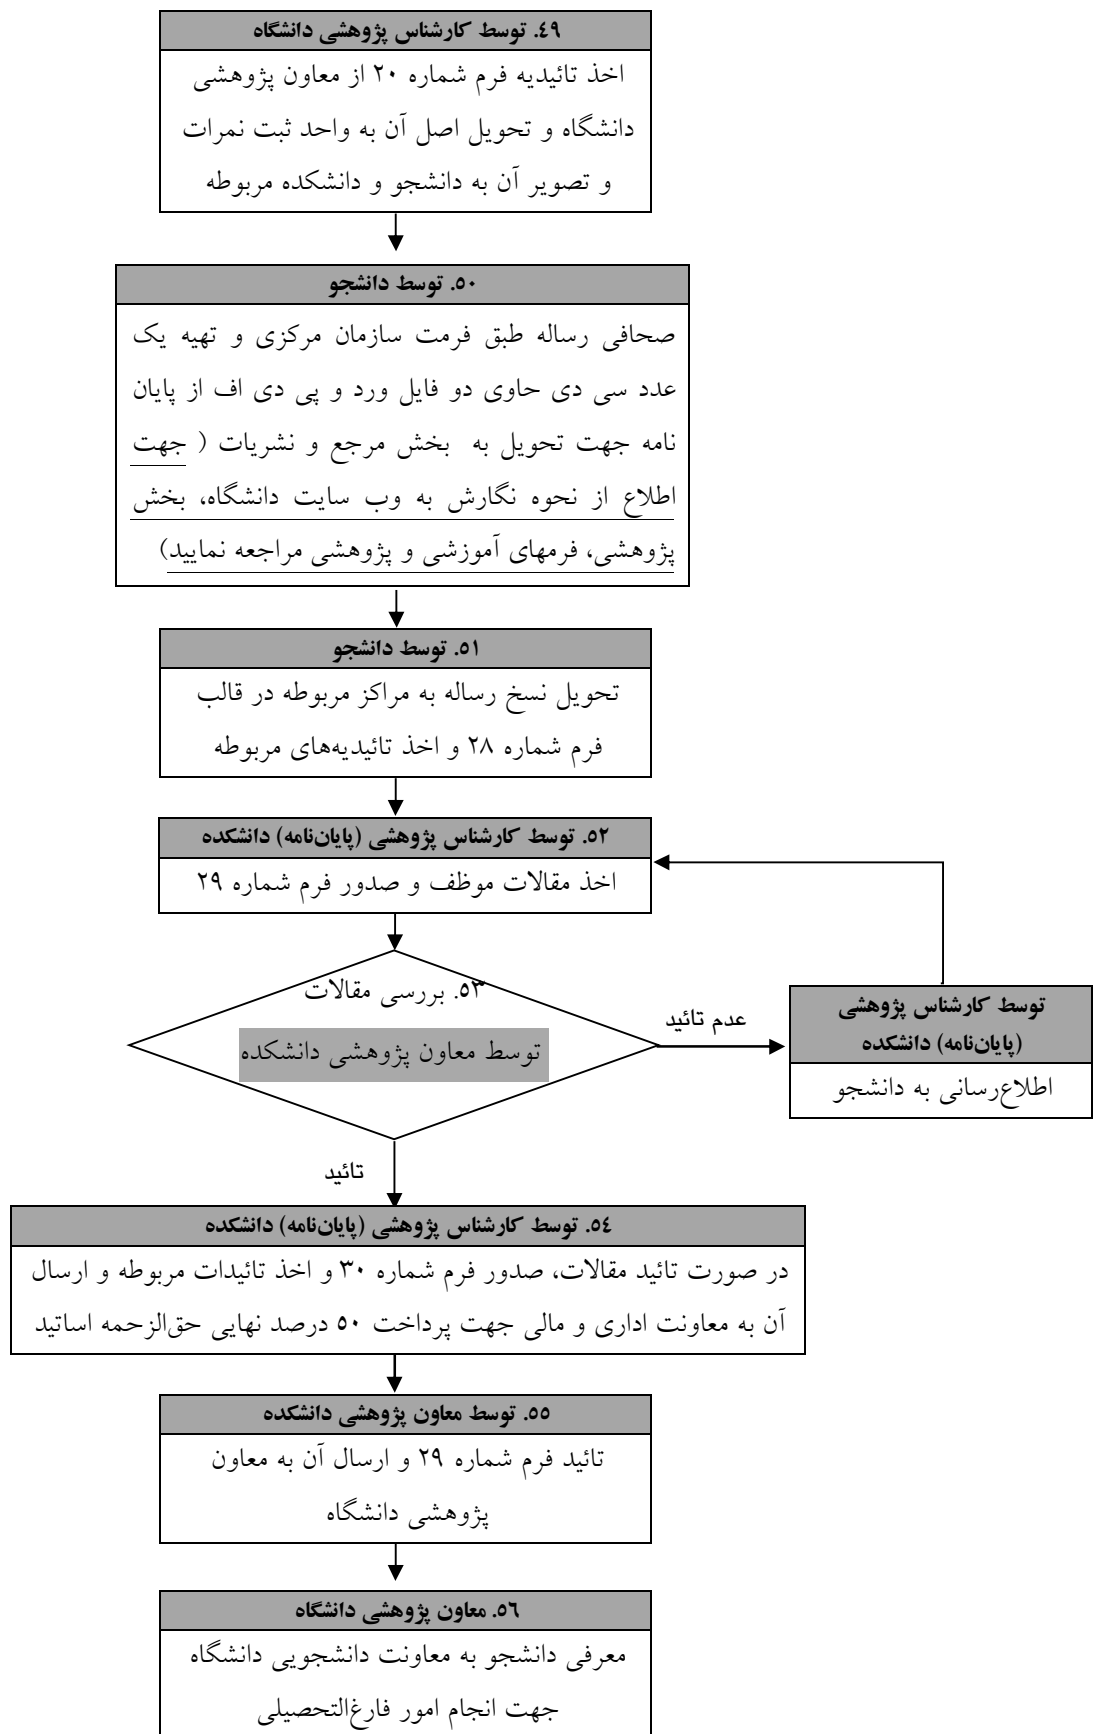 ٤٩. توسط کارشناس پژوهشی دانشگاه
اخذ تائیدیه فرم شماره ۲۰ از معاون پژوهشی
دانشگاه و تحویل اصل آن به واحد ثبت نمرات
و تصویر آن به دانشجو و دانشکده مربوطه
٥٠. توسط دانشجو
صحافی رساله طبق فرمت سازمان مرکزی و تهیه یک
عدد سی دی حاوی دو فایل ورد و پی دی اف از پایان
نامه جهت تحویل به بخش مرجع و نشریات ( جهت
اطلاع از نحوه نگارش به وب سایت دانشگاه، بخش
پژوهشی، فرمهای آموزشی و پژوهشی مراجعه نمایید)
٥١. توسط دانشجو
تحویل نسخ رساله به مراکز مربوطه در قالب
فرم شماره ۲۸ و اخذ تائیدیه‌های مربوطه
٥٢. توسط کارشناس پژوهشی (پایان‌نامه) دانشکده
اخذ مقالات موظف و صدور فرم شماره ۲۹
٥٣. بررسی مقالات
توسط معاون پژوهشی دانشکده
عدم تائید
توسط کارشناس پژوهشی
(پایان‌نامه) دانشکده
اطلاع‌رسانی به دانشجو
تائید
٥٤. توسط کارشناس پژوهشی (پایان‌نامه) دانشکده
در صورت تائید مقالات، صدور فرم شماره ۳۰ و اخذ تائیدات مربوطه و ارسال
آن به معاونت اداری و مالی جهت پرداخت ۵۰ درصد نهایی حق‌الزحمه اساتید
٥٥. توسط معاون پژوهشی دانشکده
تائید فرم شماره ۲۹ و ارسال آن به معاون
پژوهشی دانشگاه
٥٦. معاون پژوهشی دانشگاه
معرفی دانشجو به معاونت دانشجویی دانشگاه
جهت انجام امور فارغ‌التحصیلی